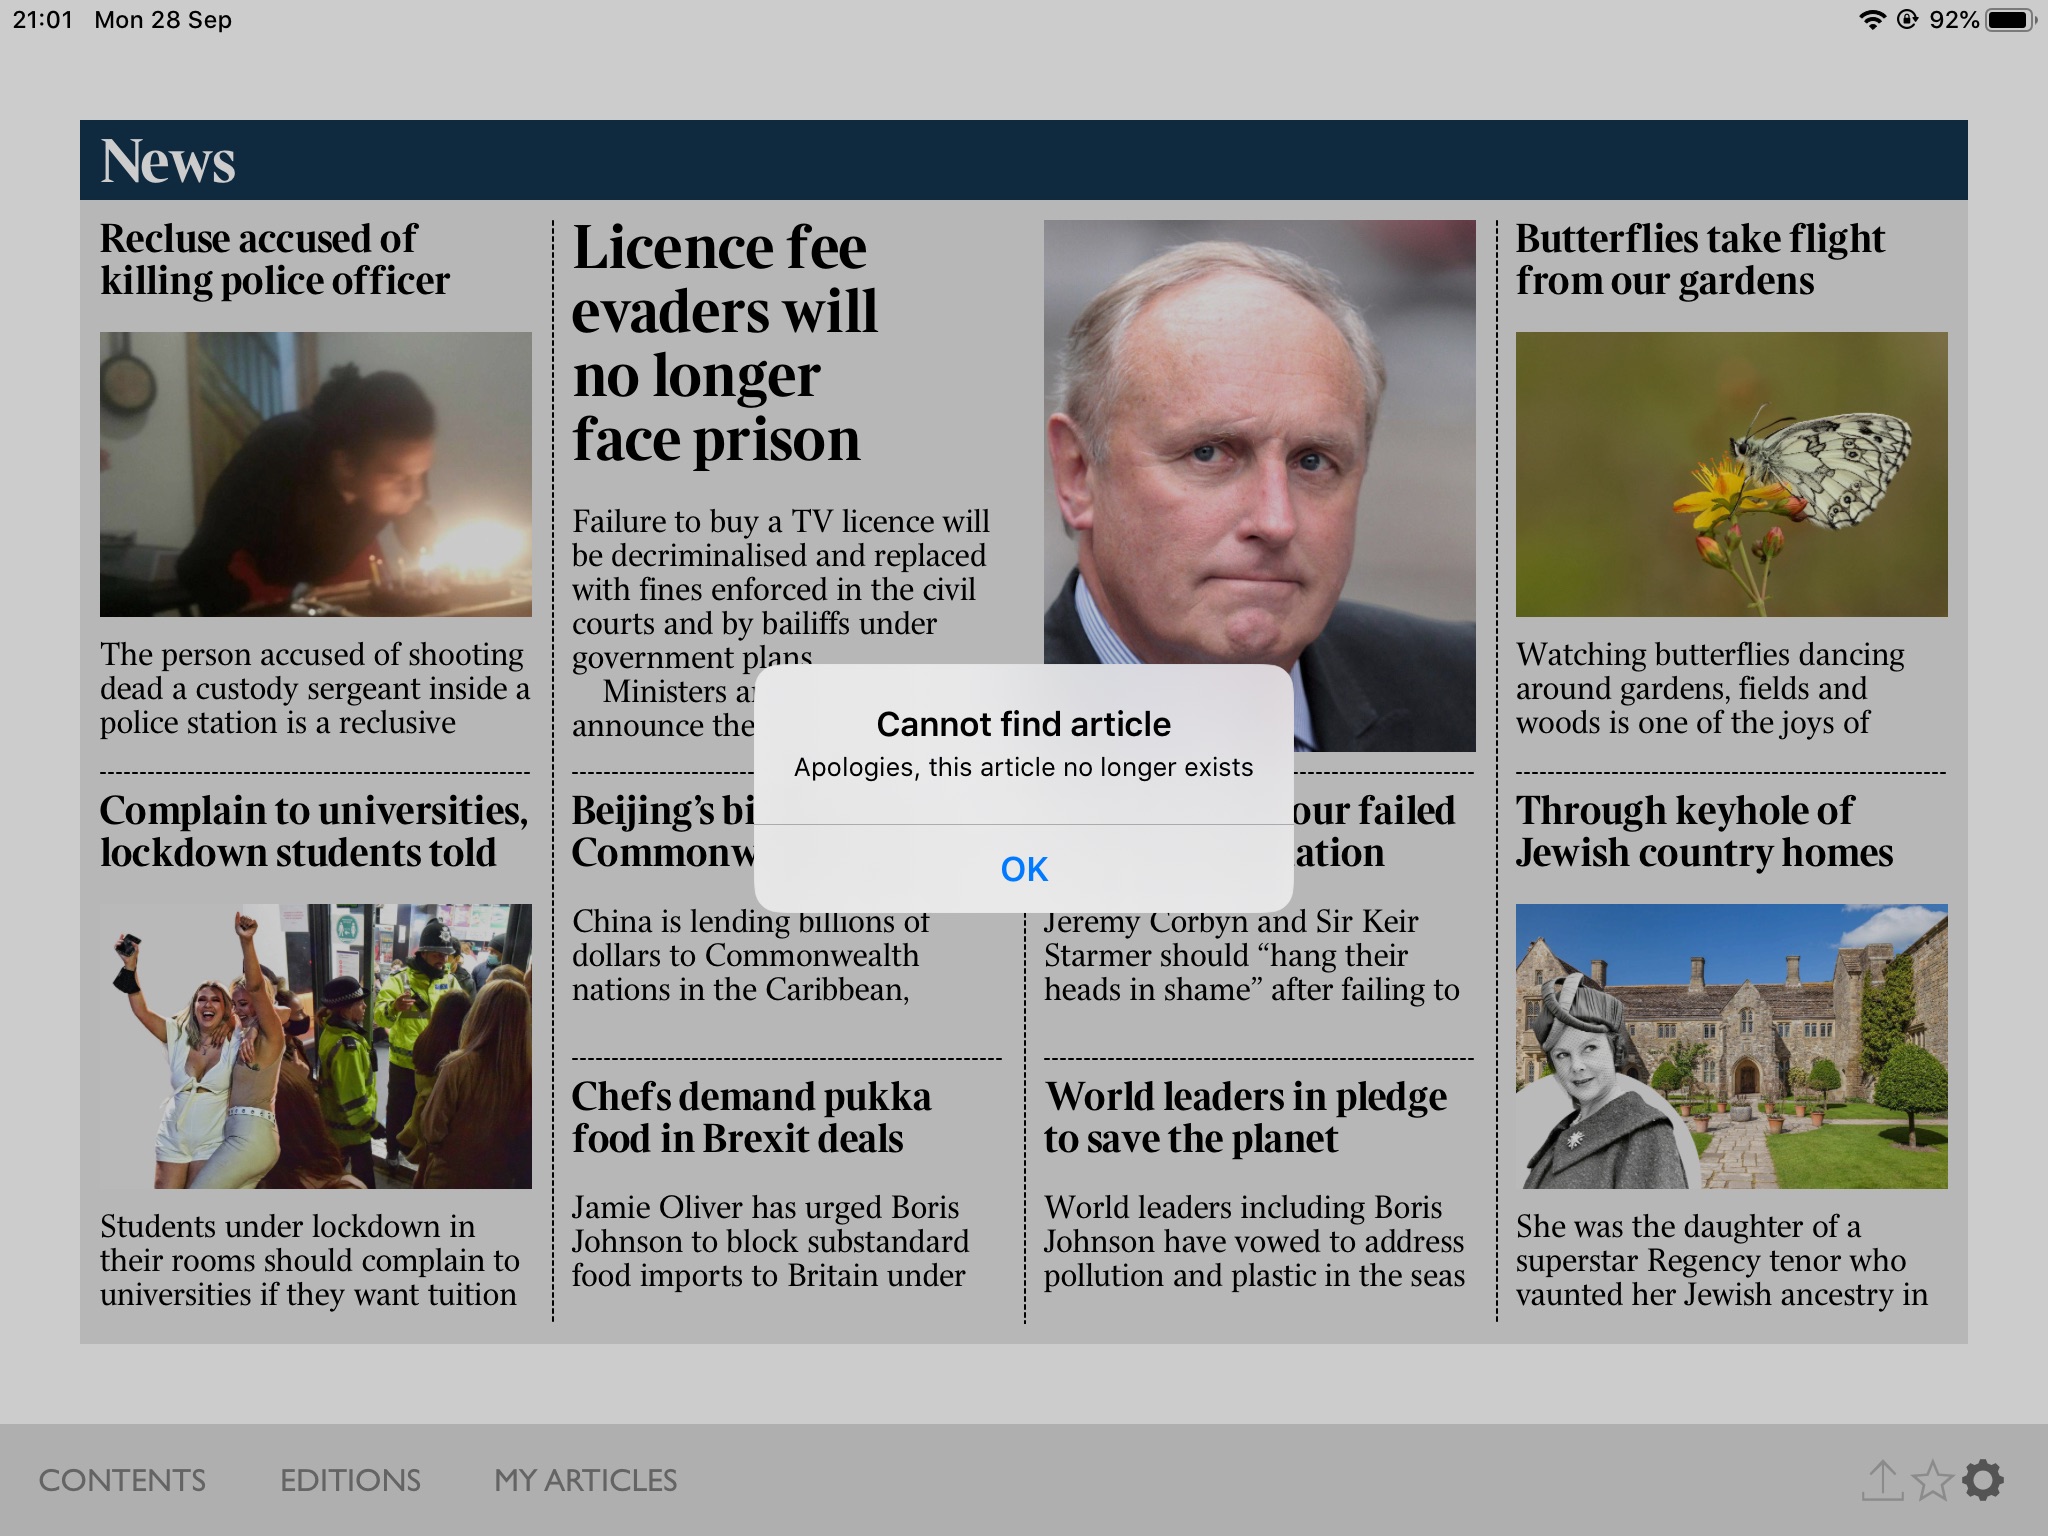 21:01 Mon 28 Sep
92%
News
Recluse accused of
killing police officer
The person accused of shooting
dead a custody sergeant inside a
police station is a reclusive
Complain to universities,
lockdown students told
Students under lockdown in
their rooms should complain to
universities if they want tuition
Licence fee
evaders will
no longer
face prison
Failure to buy a TV licence will
be decriminalised and replaced
with fines enforced in the civil
courts and by bailiffs under
government plans
Ministers
announce the
Cannot find article
Apologies, this article no longer exists
OK
Beijing’s
China is lending billions of
dollars to Commonwealth
nations in the Caribbean,
Chefs demand pukka
food in Brexit deals
Jamie Oliver has urged Boris
Johnson to block substandard
food imports to Britain under
failed
Jeremy Corbyn and Sir Keir
Starmer should “hang their
heads in shame” after failing to
World leaders in pledge
to save the planet
World leaders including Boris
Johnson have vowed to address
pollution and plastic in the seas
Butterflies take flight
from our gardens
Watching butterflies dancing
around gardens, fields and
woods is one of the joys of
Through keyhole of
Jewish country homes
She was the daughter of a
superstar Regency tenor who
vaunted her Jewish ancestry in
CONTENTS EDITIONS MY ARTICLES